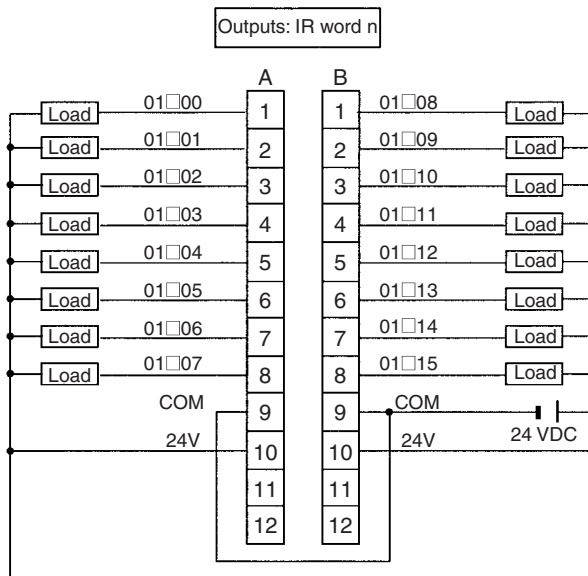 Outputs: IR word n
A B
Load 01□00 1 1 01□08 Load
Load 01□01 2 2 01□09 Load
Load 01□02 3 3 01□10 Load
Load 01□03 4 4 01□11 Load
Load 01□04 5 5 01□12 Load
Load 01□05 6 6 01□13 Load
Load 01□06 7 7 01□14 Load
Load 01□07 8 8 01□15 Load
COM 9 9 COM
24 VDC
24V 10 10 24V
11 11
12 12